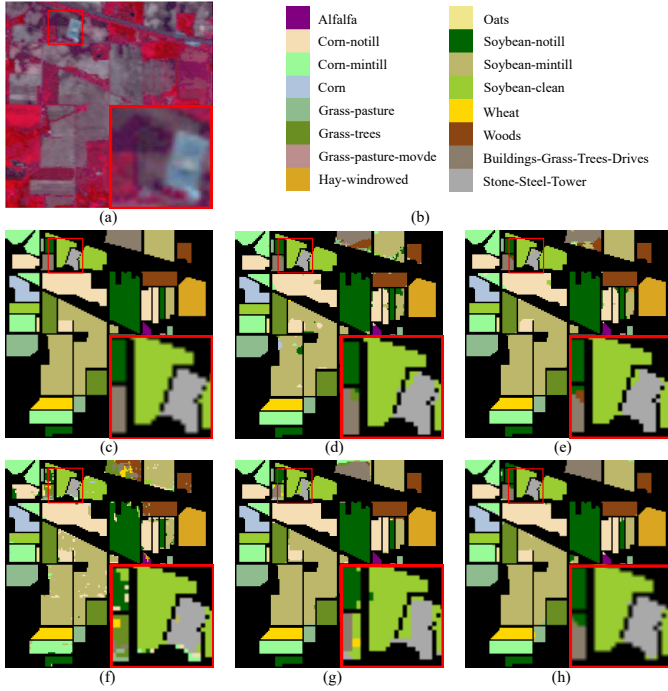 Alfalfa
Corn-notill
Corn-mintill
Corn
Grass-pasture
Grass-trees
Grass-pasture-movde
Hay-windrowed
Oats
Soybean-notill
Soybean-mintill
Soybean-clean
Wheat
Woods
Buildings-Grass-Trees-Drives
Stone-Steel-Tower
(a)
(b)
(c)
(d)
(e)
(f)
(g)
(h)